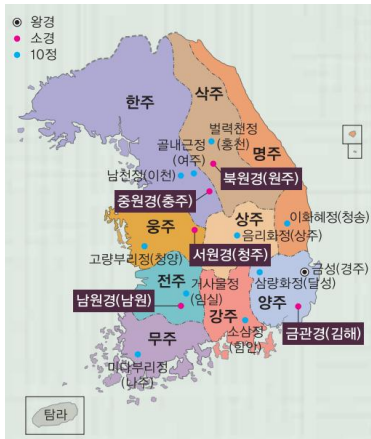 왕경
소경
10정
한주
삭주
벌력천정
(홍천)
골내근정
(여주)
명주
남천정(이천)
북원경(원주)
중원경(충주)
상주
이화혜정(청송)
웅주
음리화정(상주)
서원경(청주)
고량부리정(청양)
금성(경주)
전주
거사물정
(임실)
삼량화정(달성)
남원경(남원)
양주
강주
금관경(김해)
무주
소삼정
(함안)
미다부리정
(나주)
탐라